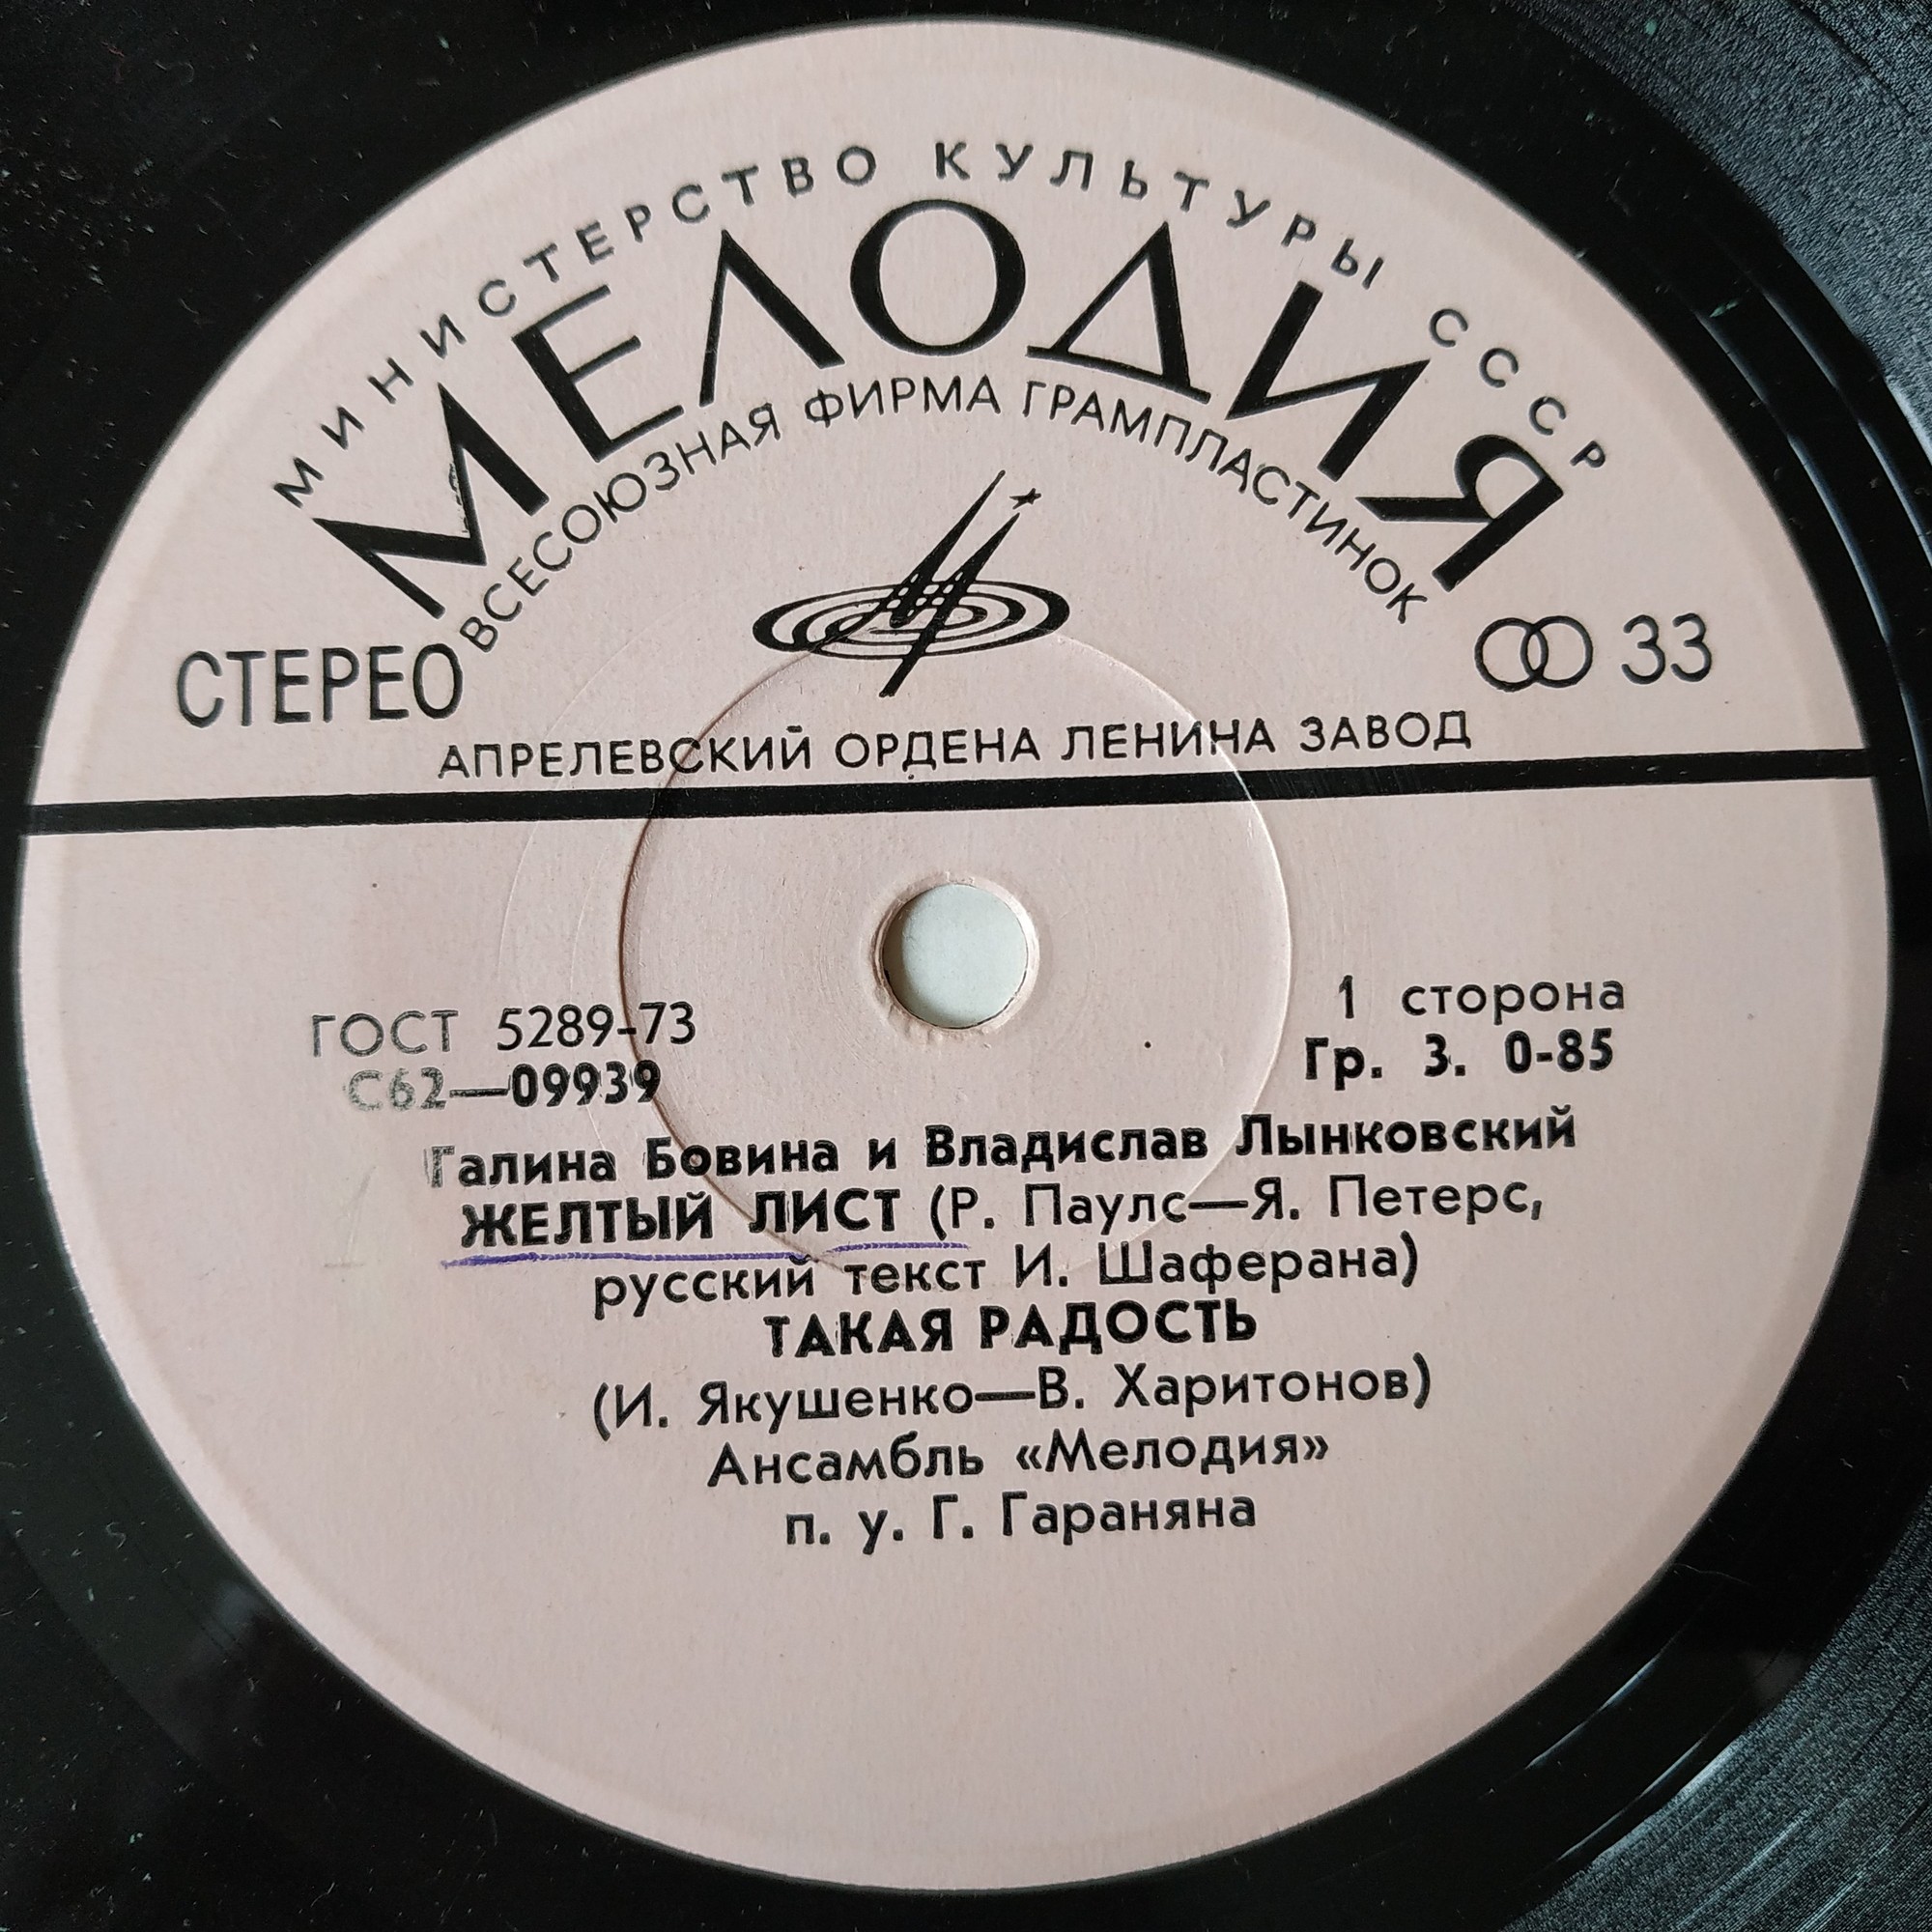 МИНИСТЕРСТВО КУЛЬТУРЫ СССР
МЕЛОДИЯ
ВСЕСОЮЗНАЯ ФИРМА ГРАМПЛАСТИНОК
СТЕРЕО
33
АПРЕЛЕВСКИЙ ОРДЕНА ЛЕНИНА ЗАВОД
ГОСТ 5289-73
1 сторона
С62—09939
Гр. 3. 0-85
Галина Бовина и Владислав Лынковский
ЖЕЛТЫЙ ЛИСТ (Р. Паулс—Я. Петерс,
русский текст И. Шаферана)
ТАКАЯ РАДОСТЬ
(И. Якушенко—В. Харитонов)
Ансамбль «Мелодия»
п. у. Г. Гараняна